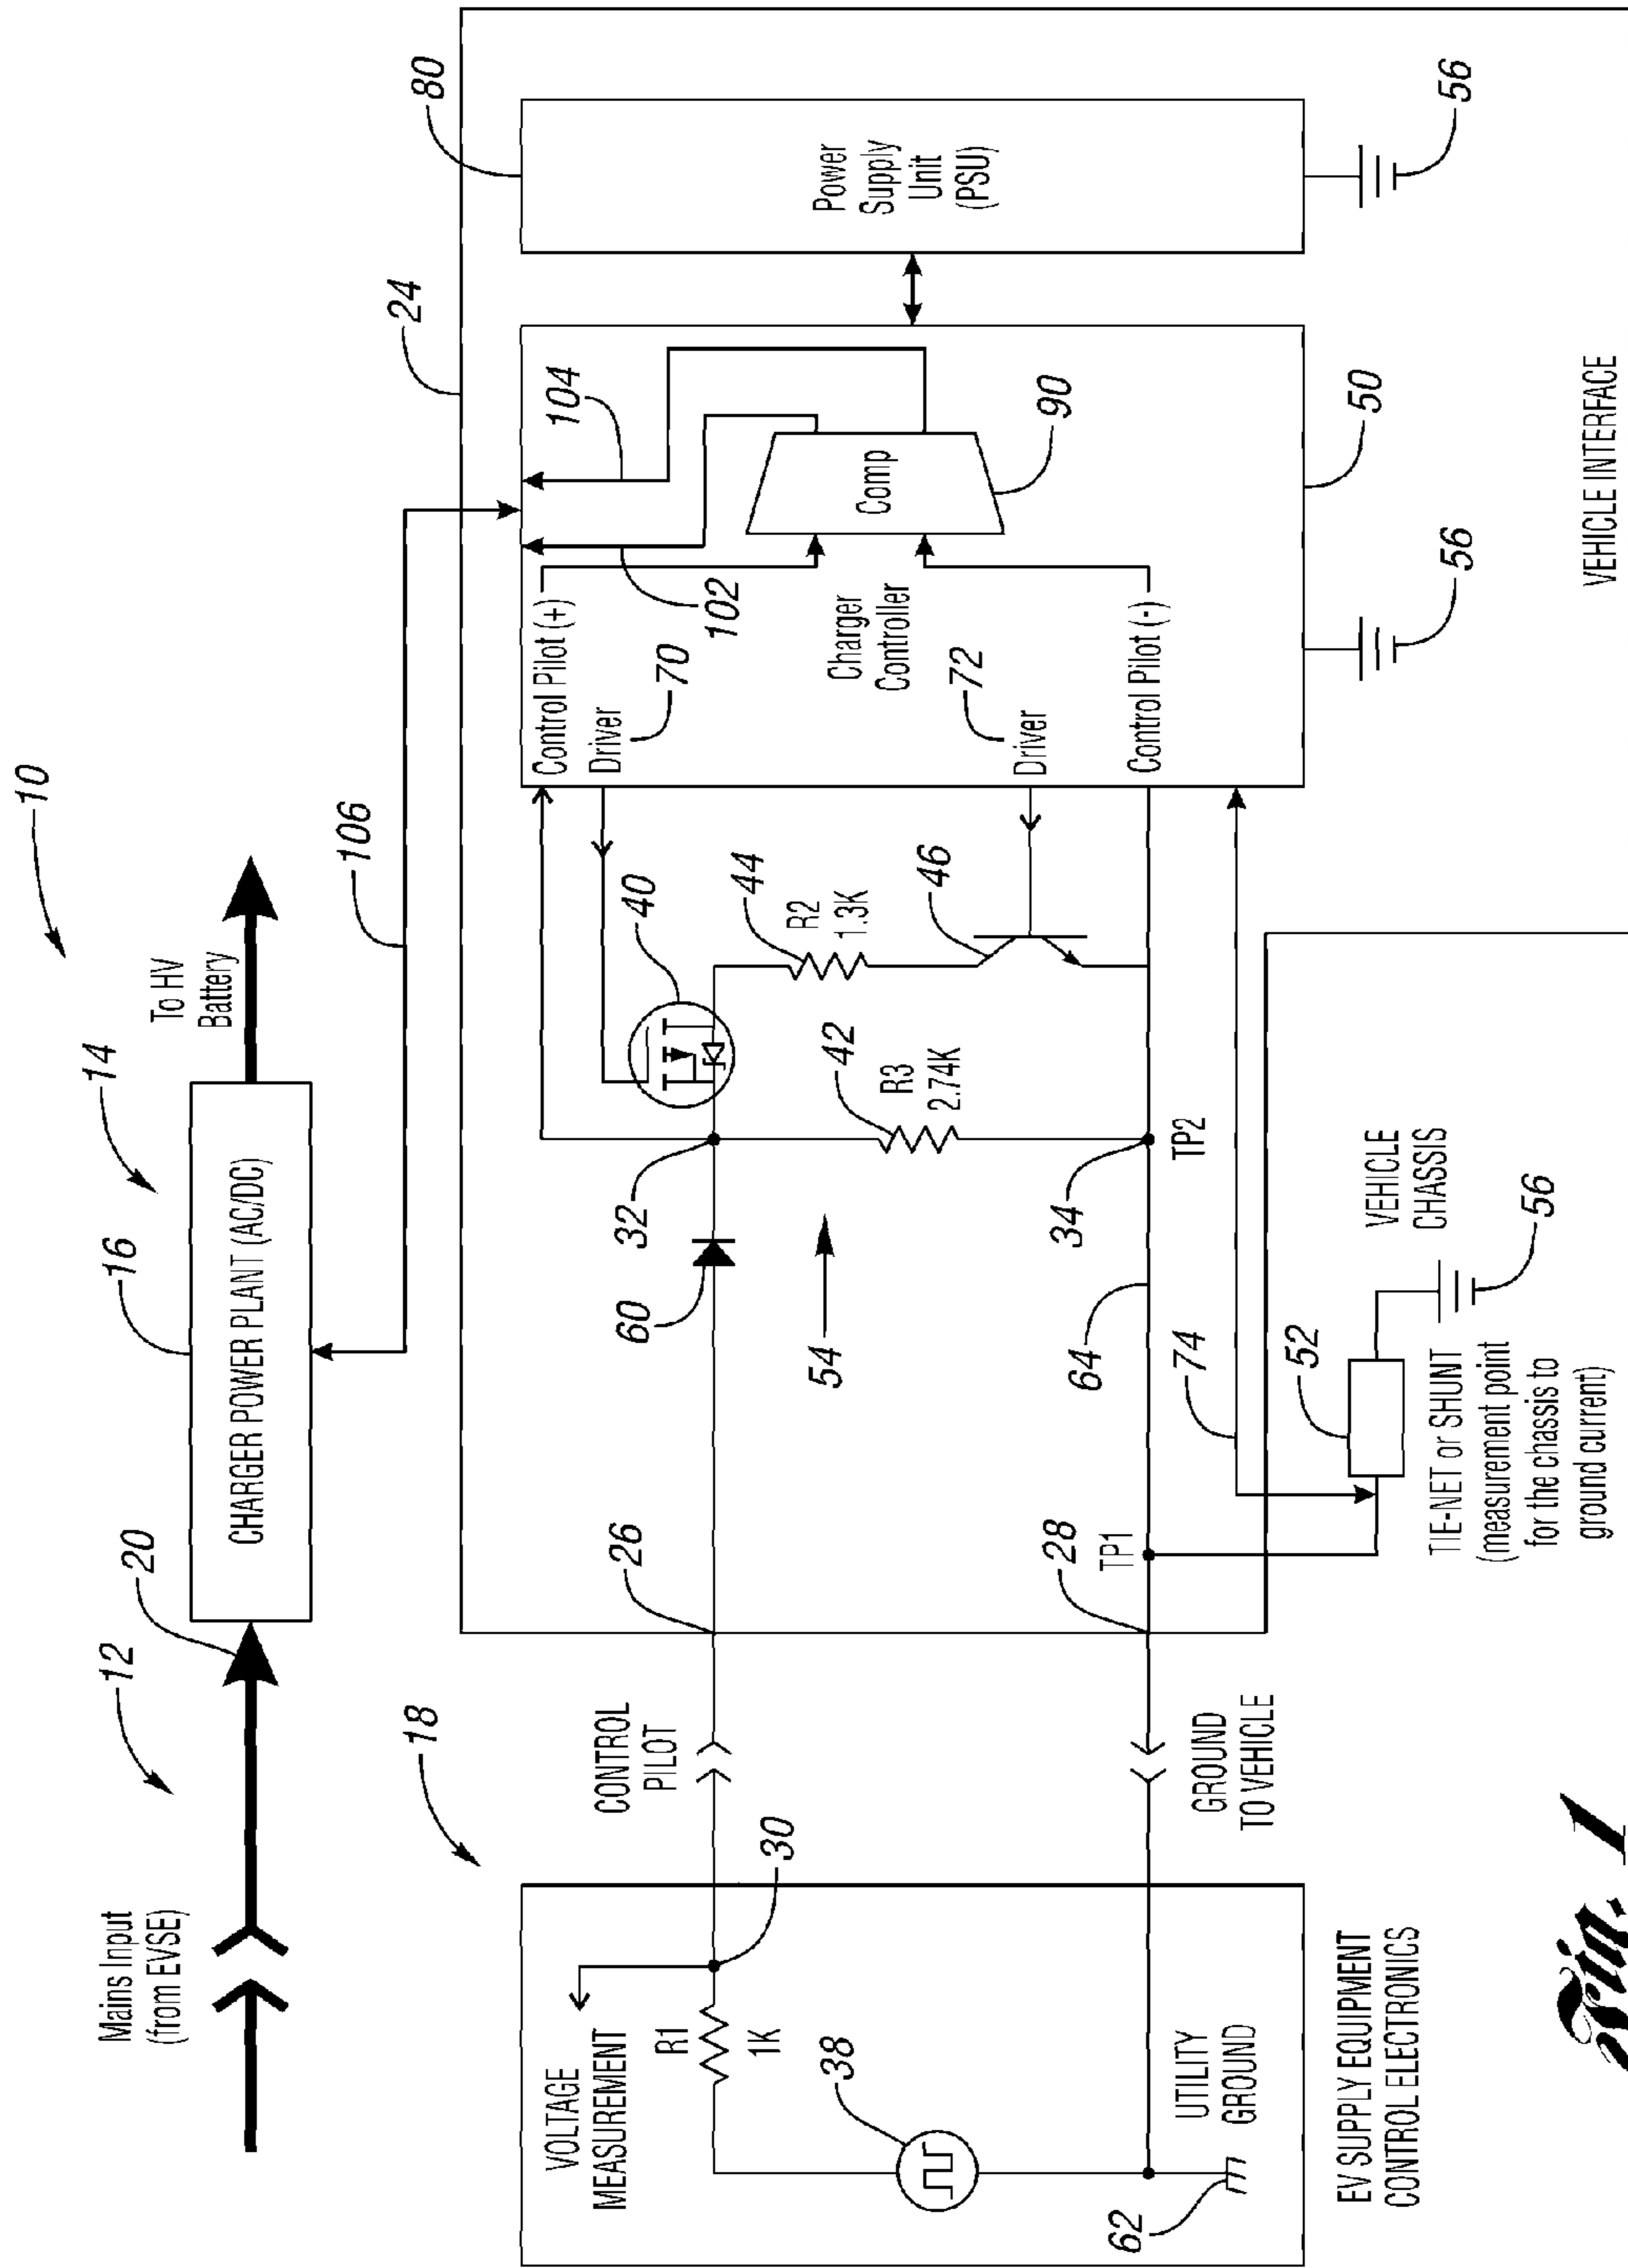 10
12
14
Mains Input
(from EVSE)
20
16
CHARGER POWER PLANT (AC/DC)
To HV
Battery
106
18
24
80
VOLTAGE
MEASUREMENT
R1
1K
30
38
UTILITY
GROUND
62
EV SUPPLY EQUIPMENT
CONTROL ELECTRONICS
CONTROL
PILOT
GROUND
TO VEHICLE
26
28
TP1
60
32
54
64
34
TP2
40
42
R3
2.74K
44
R2
1.3K
46
74
52
TIE-NET or SHUNT
(measurement point
for the chassis to
ground current)
VEHICLE
CHASSIS
56
Control Pilot (+)
Driver
70
102
104
Comp
90
Charger
Controller
72
Driver
Control Pilot (-)
50
56
Power
Supply
Unit
(PSU)
56
VEHICLE INTERFACE
Fig. 1